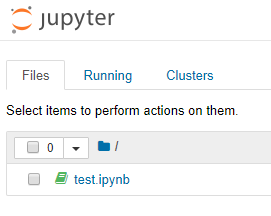 jupyter
Files Running Clusters
Select items to perform actions on them.
0 /
test.ipynb